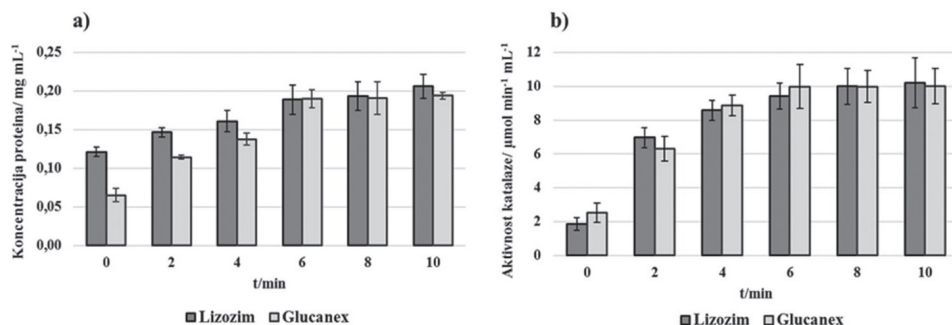 a)
Koncentracija proteina/ mg mL⁻¹
0,25
0,20
0,15
0,10
0,05
0,00
0 2 4 6 8 10
t/min
Lizozim Glucanex
b)
Aktivnost katalaze/ µmol min⁻¹ mL⁻¹
12
10
8
6
4
2
0
0 2 4 6 8 10
t/min
Lizozim Glucanex